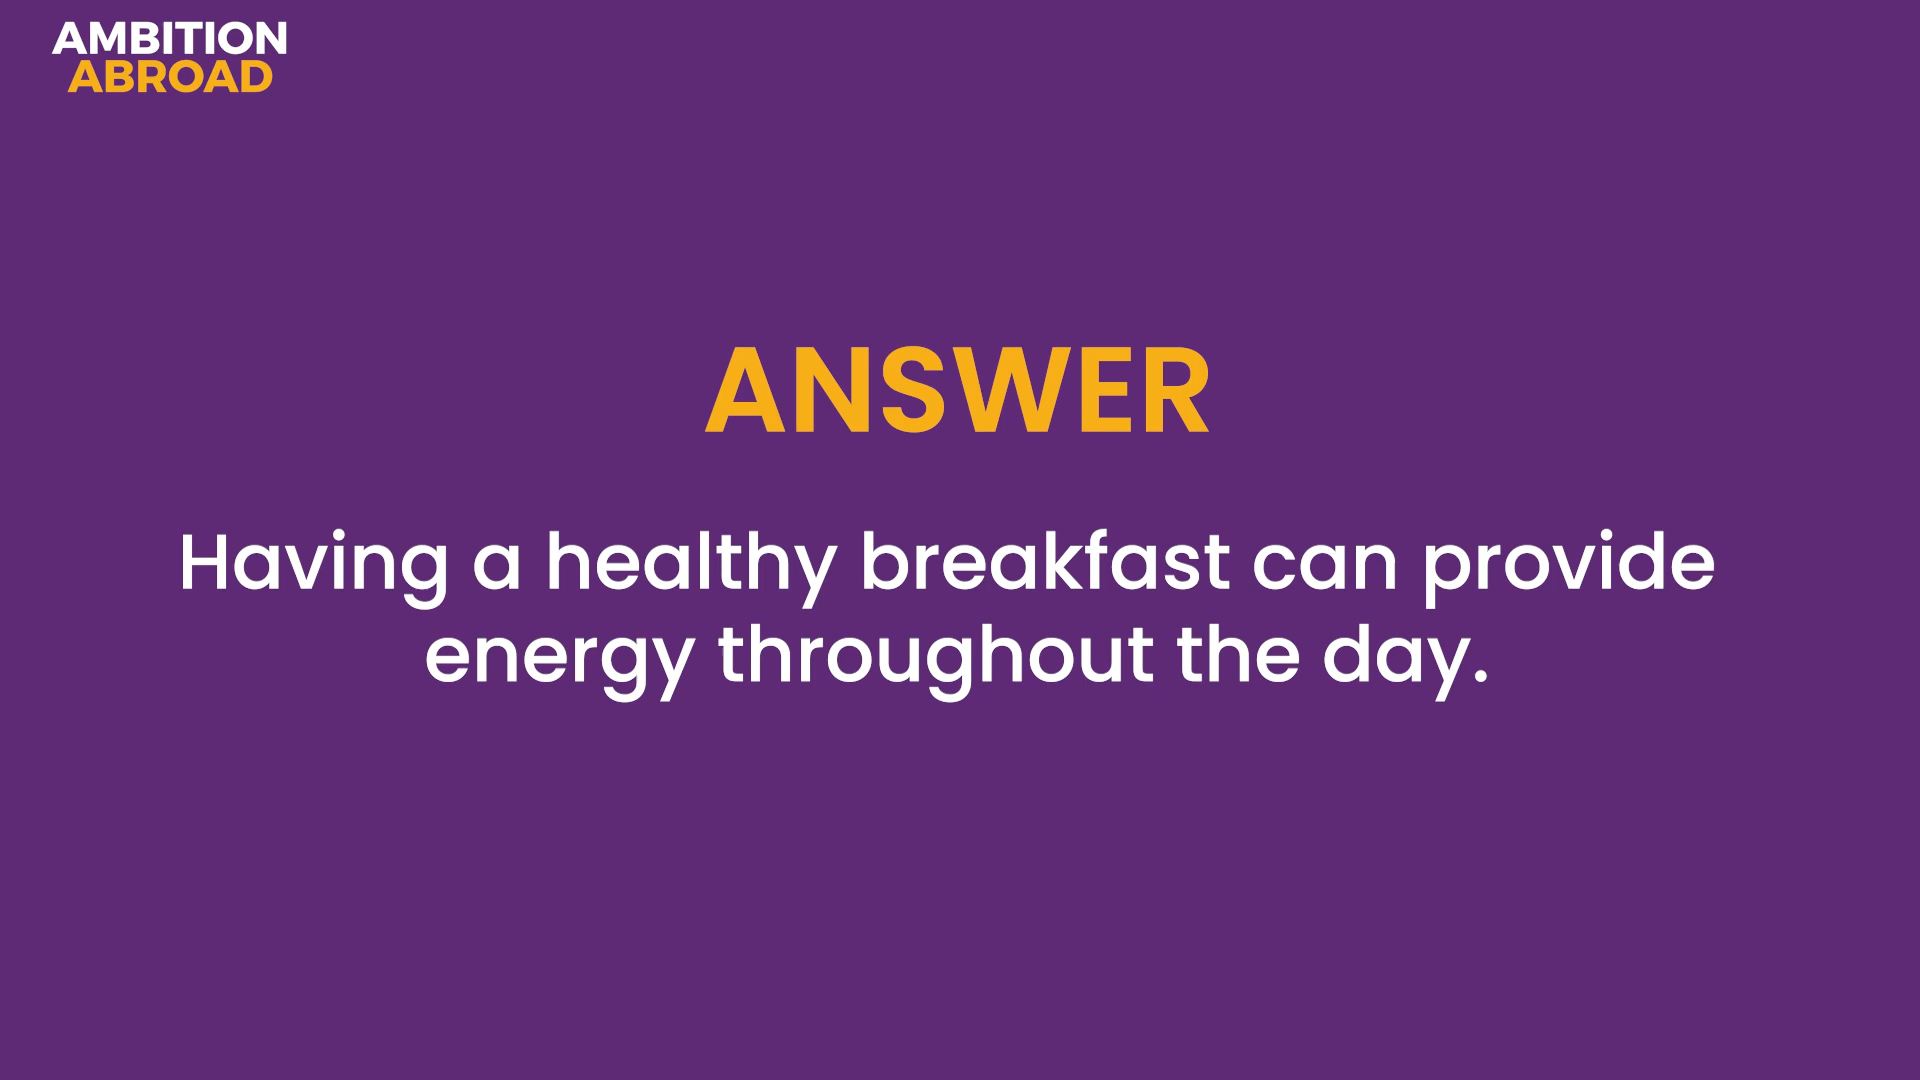 AMBITION
ABROAD
ANSWER
Having a healthy breakfast can provide
energy throughout the day.